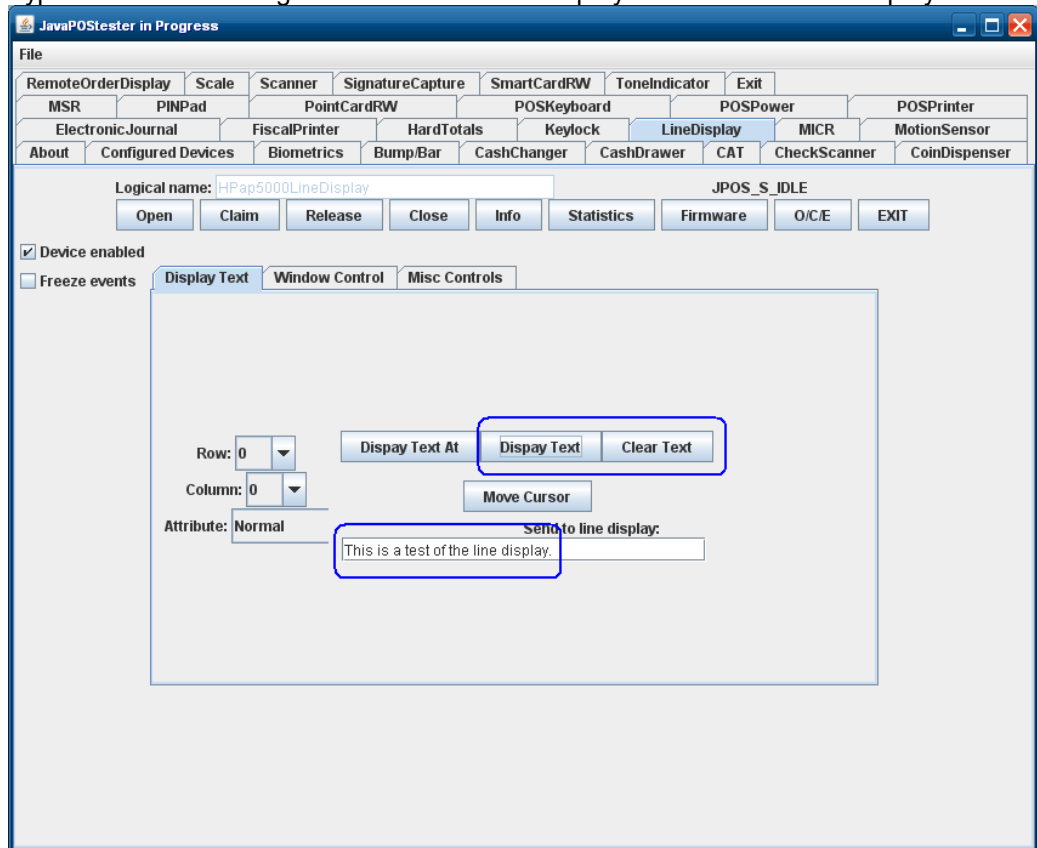 JavaPOStester in Progress
File
RemoteOrderDisplay Scale Scanner SignatureCapture SmartCardRW ToneIndicator Exit
MSR PINPad PointCardRW POSKeyboard POSPower POSPrinter
ElectronicJournal FiscalPrinter HardTotals Keylock LineDisplay MICR MotionSensor
About Configured Devices Biometrics Bump/Bar CashChanger CashDrawer CAT CheckScanner CoinDispenser
Logical name: HPap5000LineDisplay JPOS_S_IDLE
Open Claim Release Close Info Statistics Firmware O/C/E EXIT
Device enabled
Freeze events Display Text Window Control Misc Controls
Row: 0 Dispay Text At Dispay Text Clear Text
Column: 0 Move Cursor
Attribute: Normal Send to line display:
This is a test of the line display.